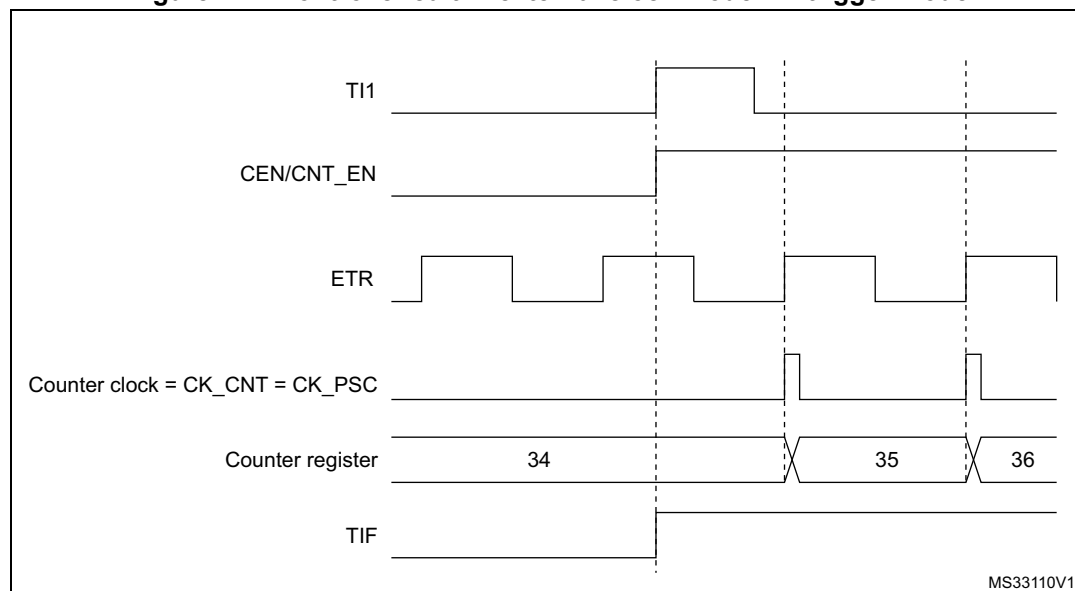 TI1
CEN/CNT_EN
ETR
Counter clock = CK_CNT = CK_PSC
Counter register 34 35 36
TIF
MS33110V1